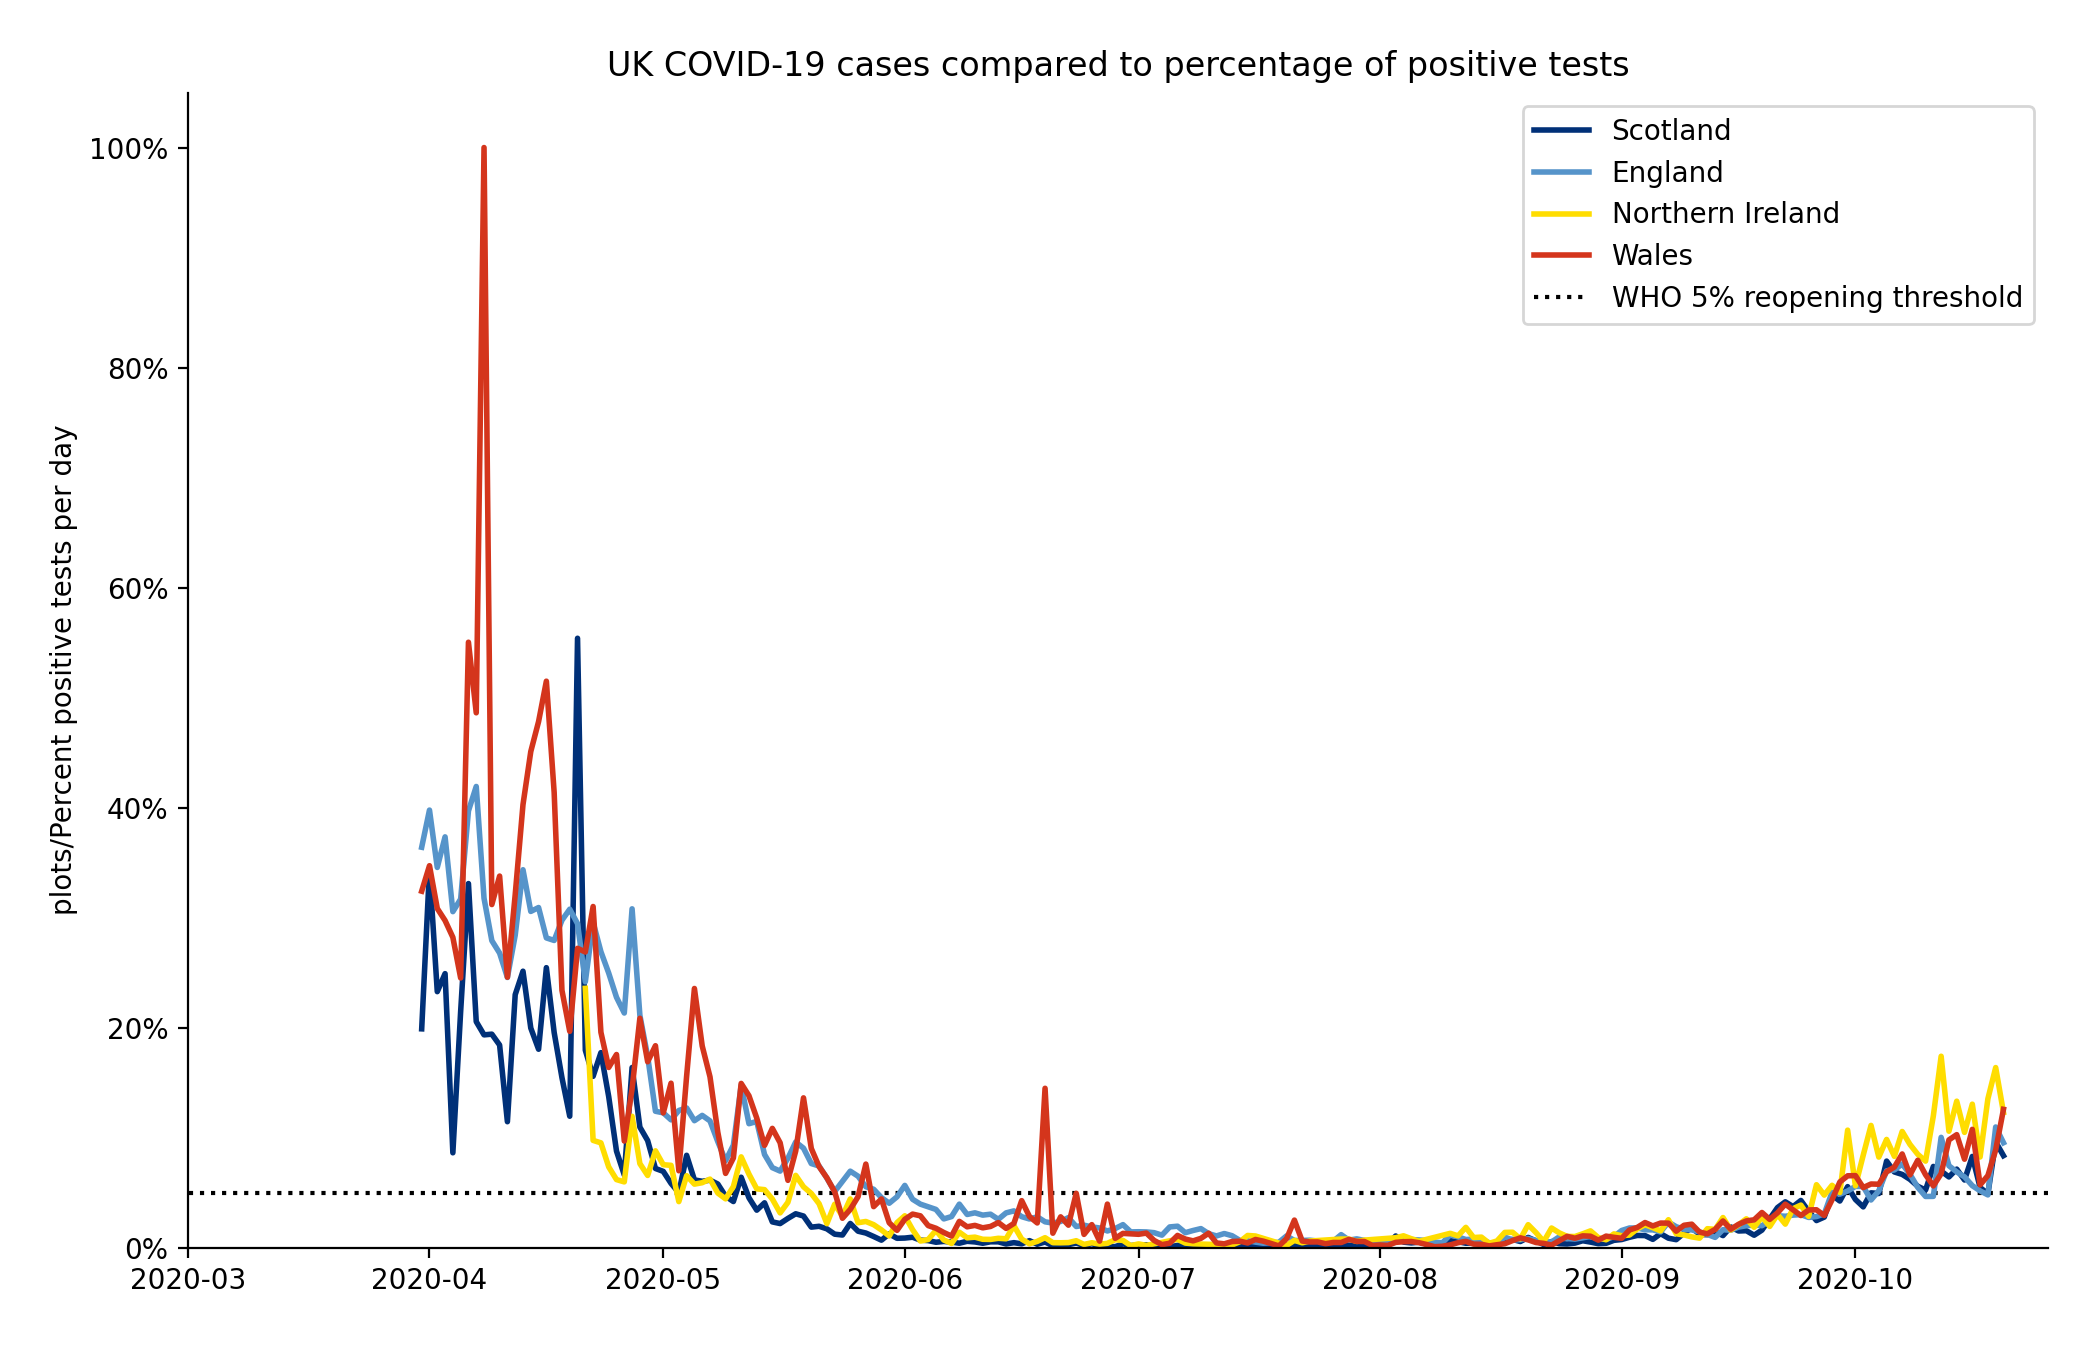 UK COVID-19 cases compared to percentage of positive tests
Scotland
England
Northern Ireland
Wales
WHO 5% reopening threshold
plots/Percent positive tests per day
100%
80%
60%
40%
20%
0%
2020-03
2020-04
2020-05
2020-06
2020-07
2020-08
2020-09
2020-10